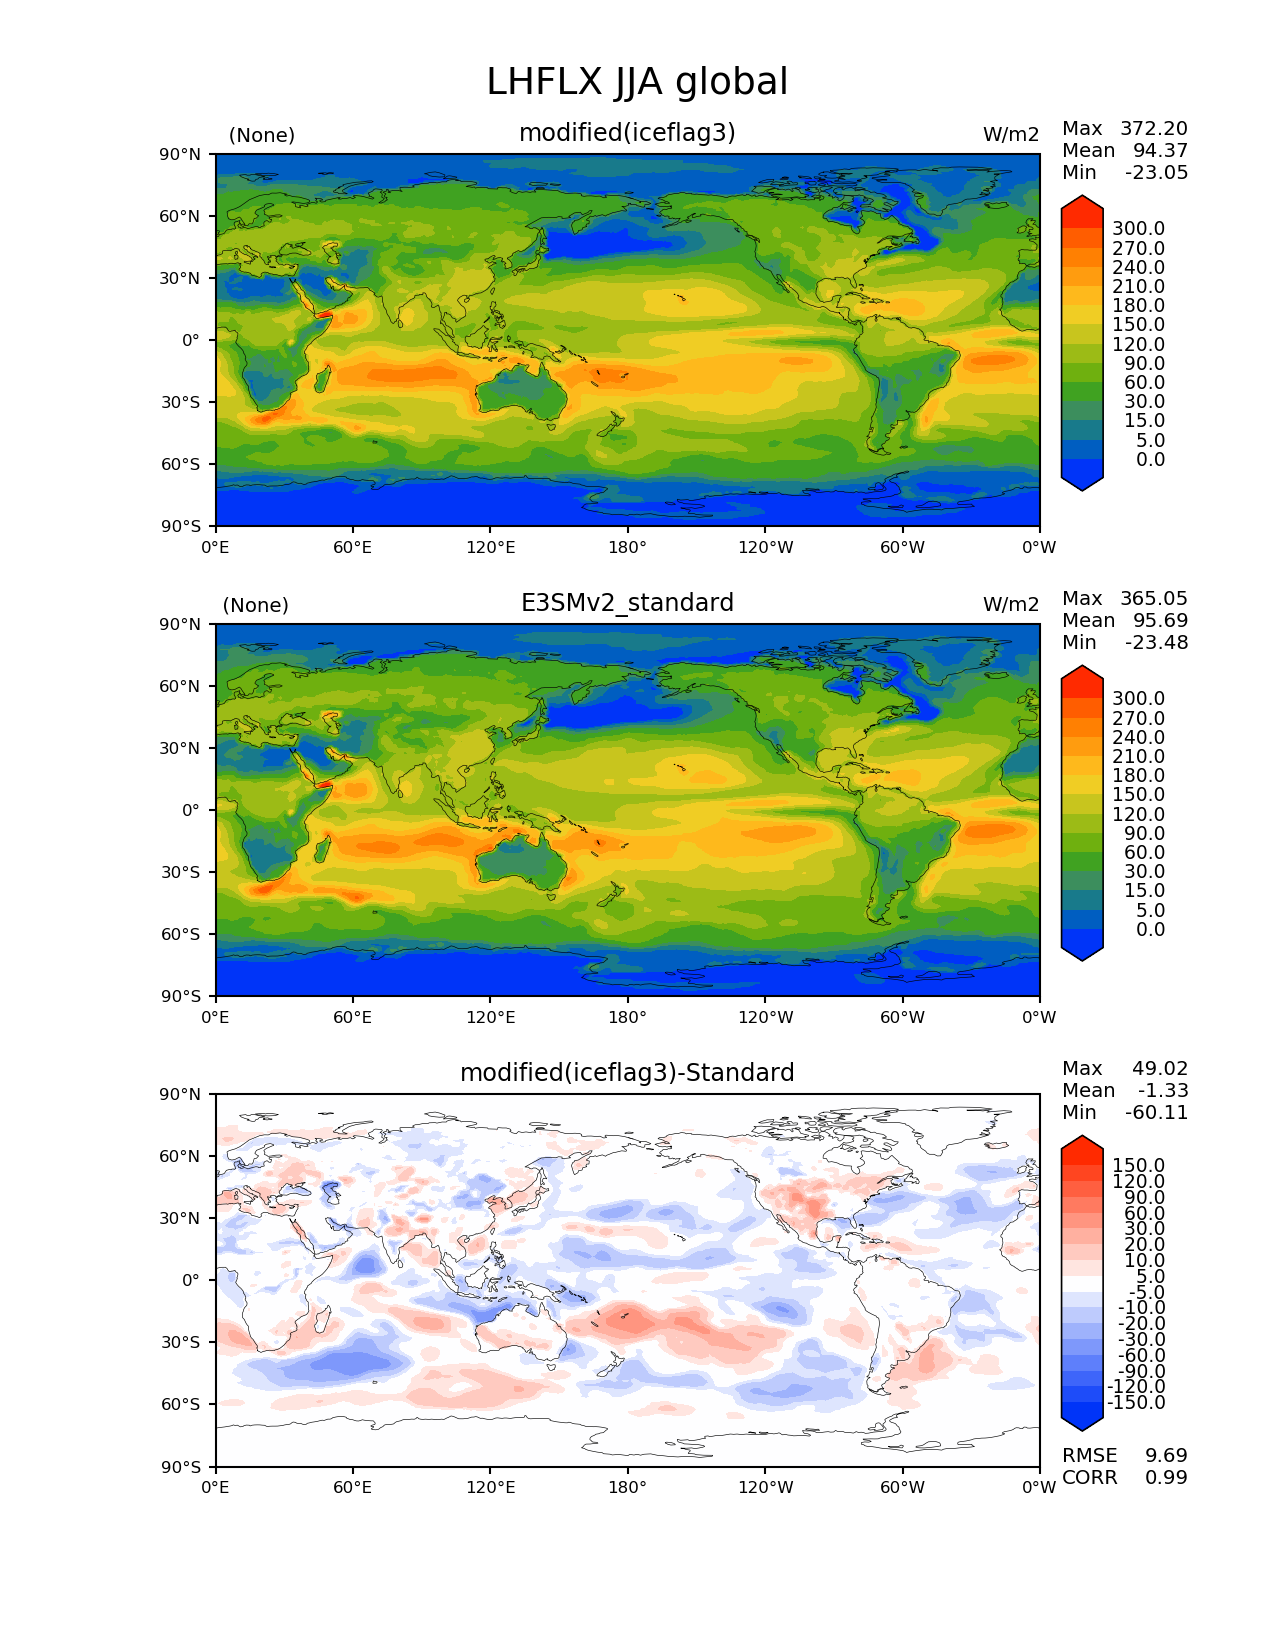 LHFLX JJA global
(None) modified(iceflag3) W/m2
Max 372.20
Mean 94.37
Min -23.05
90°N
60°N
30°N
0°
30°S
60°S
90°S
0°E 60°E 120°E 180° 120°W 60°W 0°W
300.0
270.0
240.0
210.0
180.0
150.0
120.0
90.0
60.0
30.0
15.0
5.0
0.0
(None) E3SMv2_standard W/m2
Max 365.05
Mean 95.69
Min -23.48
90°N
60°N
30°N
0°
30°S
60°S
90°S
0°E 60°E 120°E 180° 120°W 60°W 0°W
300.0
270.0
240.0
210.0
180.0
150.0
120.0
90.0
60.0
30.0
15.0
5.0
0.0
modified(iceflag3)-Standard
Max 49.02
Mean -1.33
Min -60.11
90°N
60°N
30°N
0°
30°S
60°S
90°S
0°E 60°E 120°E 180° 120°W 60°W 0°W
150.0
120.0
90.0
60.0
30.0
20.0
10.0
5.0
-5.0
-10.0
-20.0
-30.0
-60.0
-90.0
-120.0
-150.0
RMSE 9.69
CORR 0.99